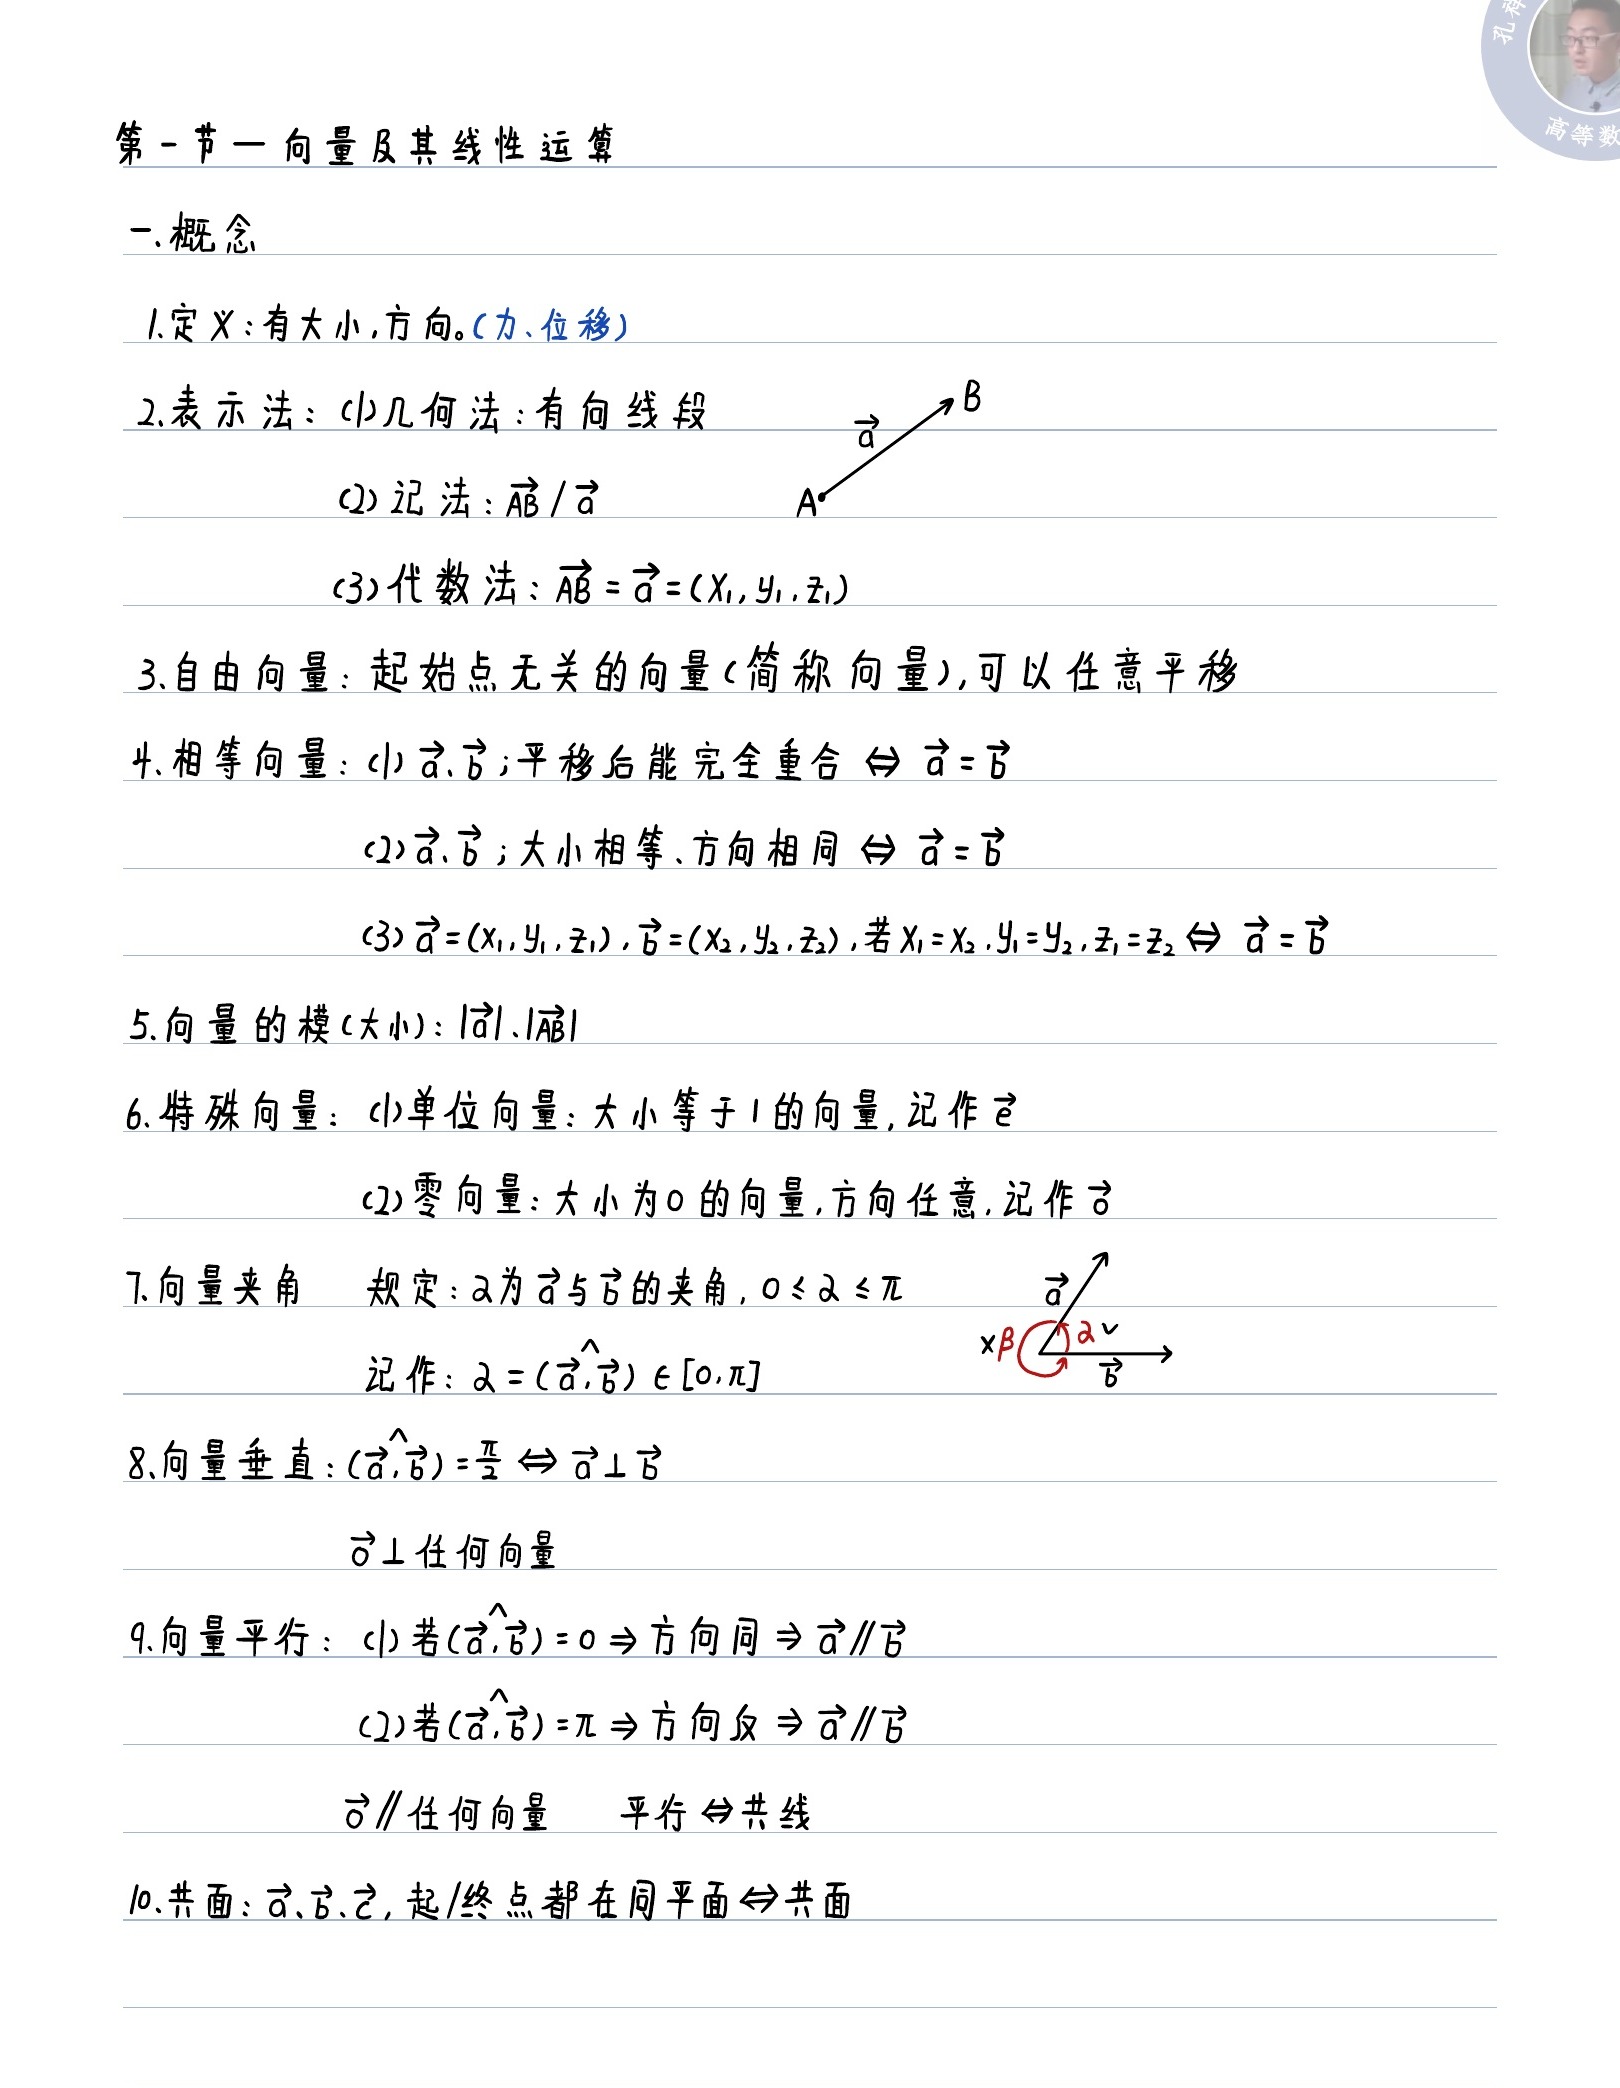 孔祥
高等数
第一节一向量及其线性运算
一.概念
1.定义:有大小,方向。(力、位移)
2.表示法: (1)几何法:有向线段
A a⃗ B
(2)记法: AB⃗ / a⃗
(3)代数法: AB⃗ = a⃗ = (x₁, y₁, z₁)
3.自由向量: 起始点无关的向量(简称向量),可以任意平移
4.相等向量: (1) a⃗、b⃗ ;平移后能完全重合 ⇔ a⃗ = b⃗
(2) a⃗、b⃗ ;大小相等、方向相同 ⇔ a⃗ = b⃗
(3) a⃗ = (x₁, y₁, z₁), b⃗ = (x₂, y₂, z₂), 若 x₁ = x₂, y₁ = y₂, z₁ = z₂ ⇔ a⃗ = b⃗
5.向量的模(大小): |a⃗|、|AB⃗|
6.特殊向量: (1)单位向量: 大小等于1的向量, 记作 e⃗
(2)零向量: 大小为0的向量,方向任意,记作 0⃗
7.向量夹角 规定: α为 a⃗ 与 b⃗ 的夹角, 0 ≤ α ≤ π
a⃗
×β α✓
b⃗
记作: α = (a⃗,^b⃗) ∈ [0, π]
8.向量垂直: (a⃗,^b⃗) = π/2 ⇔ a⃗ ⊥ b⃗
0⃗ ⊥ 任何向量
9.向量平行: (1)若(a⃗,^b⃗) = 0 ⇒ 方向同 ⇒ a⃗ ∥ b⃗
(2)若(a⃗,^b⃗) = π ⇒ 方向反 ⇒ a⃗ ∥ b⃗
0⃗ ∥ 任何向量 平行 ⇔ 共线
10.共面: a⃗、b⃗、c⃗, 起/终点都在同平面 ⇔ 共面